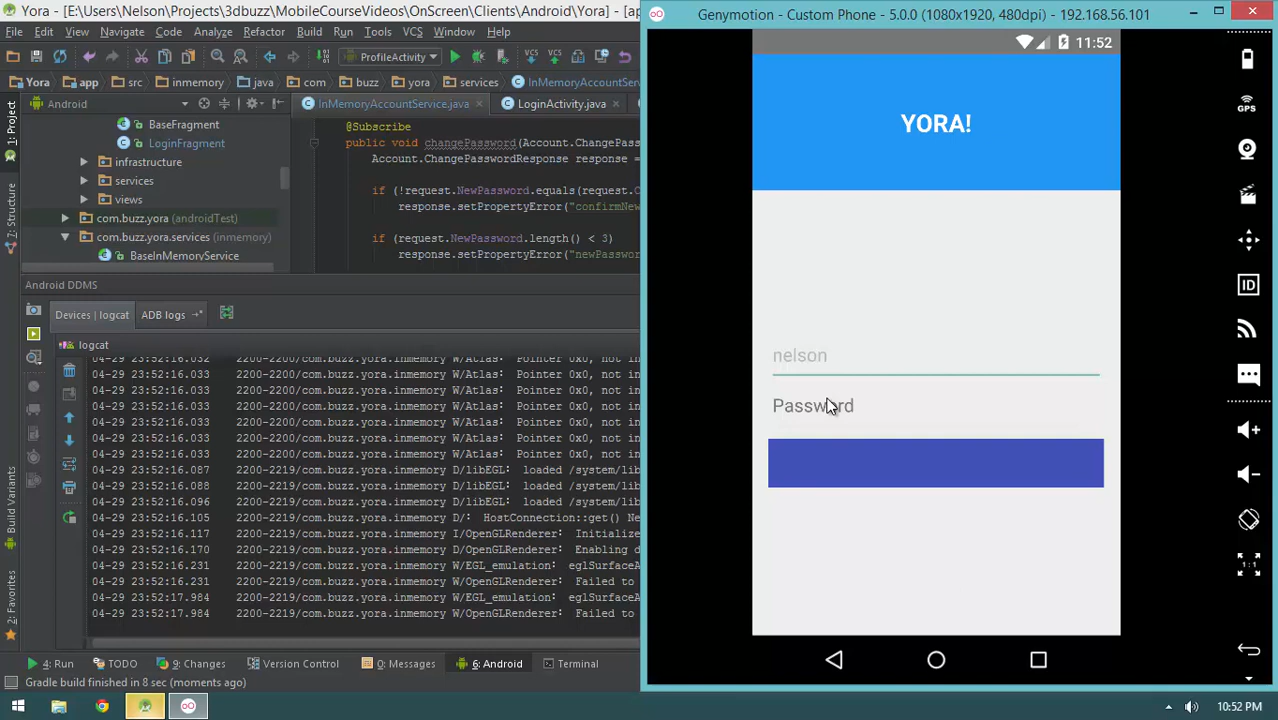 Nelson - C:\Users\Nelson\Projects\3dbuzz\MobileCourseVideos\OnScreen\Clients\Android\Yora] - [ap
Genymotion - Custom Phone - 5.0.0 (1080x1920, 480dpi) - 192.168.56.101
File Edit View Navigate Code Analyze Refactor Build Run Tools VCS Window Help
ProfileActivity
VCS VCS
Yora app src inmemory java com buzz yora services InMemoryAccountServ
Android
InMemoryAccountService.java LoginActivity.java
BaseFragment
LoginFragment
infrastructure
services
views
com.buzz.yora (androidTest)
com.buzz.yora.services (inmemory)
BaseInMemoryService
@Subscribe
public void changePassword(Account.ChangePas
Account.ChangePasswordResponse response =
if (!request.NewPassword.equals(request.C
response.setPropertyError("confirmNew
if (request.NewPassword.length() < 3)
response.setPropertyError("newPasswor
1: Project
7: Structure
Build Variants
2: Favorites
Android DDMS
Devices | logcat ADB logs
logcat
04-29 23:52:16.032 2200-2200/com.buzz.yora.inmemory W/Atlas: Pointer 0x0, not in
04-29 23:52:16.033 2200-2200/com.buzz.yora.inmemory W/Atlas: Pointer 0x0, not in
04-29 23:52:16.033 2200-2200/com.buzz.yora.inmemory W/Atlas: Pointer 0x0, not in
04-29 23:52:16.033 2200-2200/com.buzz.yora.inmemory W/Atlas: Pointer 0x0, not in
04-29 23:52:16.033 2200-2200/com.buzz.yora.inmemory W/Atlas: Pointer 0x0, not in
04-29 23:52:16.033 2200-2200/com.buzz.yora.inmemory W/Atlas: Pointer 0x0, not in
04-29 23:52:16.033 2200-2200/com.buzz.yora.inmemory W/Atlas: Pointer 0x0, not in
04-29 23:52:16.087 2200-2219/com.buzz.yora.inmemory D/libEGL: loaded /system/lib
04-29 23:52:16.088 2200-2219/com.buzz.yora.inmemory D/libEGL: loaded /system/lib
04-29 23:52:16.096 2200-2219/com.buzz.yora.inmemory D/libEGL: loaded /system/lib
04-29 23:52:16.105 2200-2219/com.buzz.yora.inmemory D/: HostConnection::get() Ne
04-29 23:52:16.117 2200-2219/com.buzz.yora.inmemory I/OpenGLRenderer: Initialize
04-29 23:52:16.170 2200-2219/com.buzz.yora.inmemory D/OpenGLRenderer: Enabling d
04-29 23:52:16.231 2200-2219/com.buzz.yora.inmemory W/EGL_emulation: eglSurfaceA
04-29 23:52:16.231 2200-2219/com.buzz.yora.inmemory W/OpenGLRenderer: Failed to
04-29 23:52:17.984 2200-2219/com.buzz.yora.inmemory W/EGL_emulation: eglSurfaceA
04-29 23:52:17.984 2200-2219/com.buzz.yora.inmemory W/OpenGLRenderer: Failed to
4: Run TODO 9: Changes Version Control 0: Messages 6: Android Terminal
Gradle build finished in 8 sec (moments ago)
11:52
YORA!
nelson
Password
GPS
ID
1:1
10:52 PM